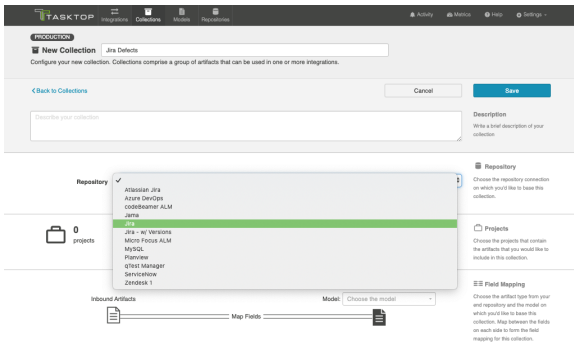 TASKTOP
Integrations
Collections
Models
Repositories
Activity
Metrics
Help
Settings
PRODUCTION
New Collection
Jira Defects
Configure your new collection. Collections comprise a group of artifacts that can be used in one or more integrations.
Back to Collections
Cancel
Save
Describe your collection
Description
Write a brief description of your
collection
Repository
Atlassian Jira
Azure DevOps
codeBeamer ALM
Jama
Jira
Jira - w/ Versions
Micro Focus ALM
MySQL
Planview
qTest Manager
ServiceNow
Zendesk 1
Repository
Choose the repository connection
on which you'd like to base this
collection.
0
projects
Projects
Choose the projects that contain
the artifacts that you would like to
include in this collection.
Inbound Artifacts
Model: Choose the model
Map Fields
Field Mapping
Choose the artifact type from your
end repository and the model on
which you'd like to base this
collection. Map between the fields
on each side to form the field
mapping for this collection.